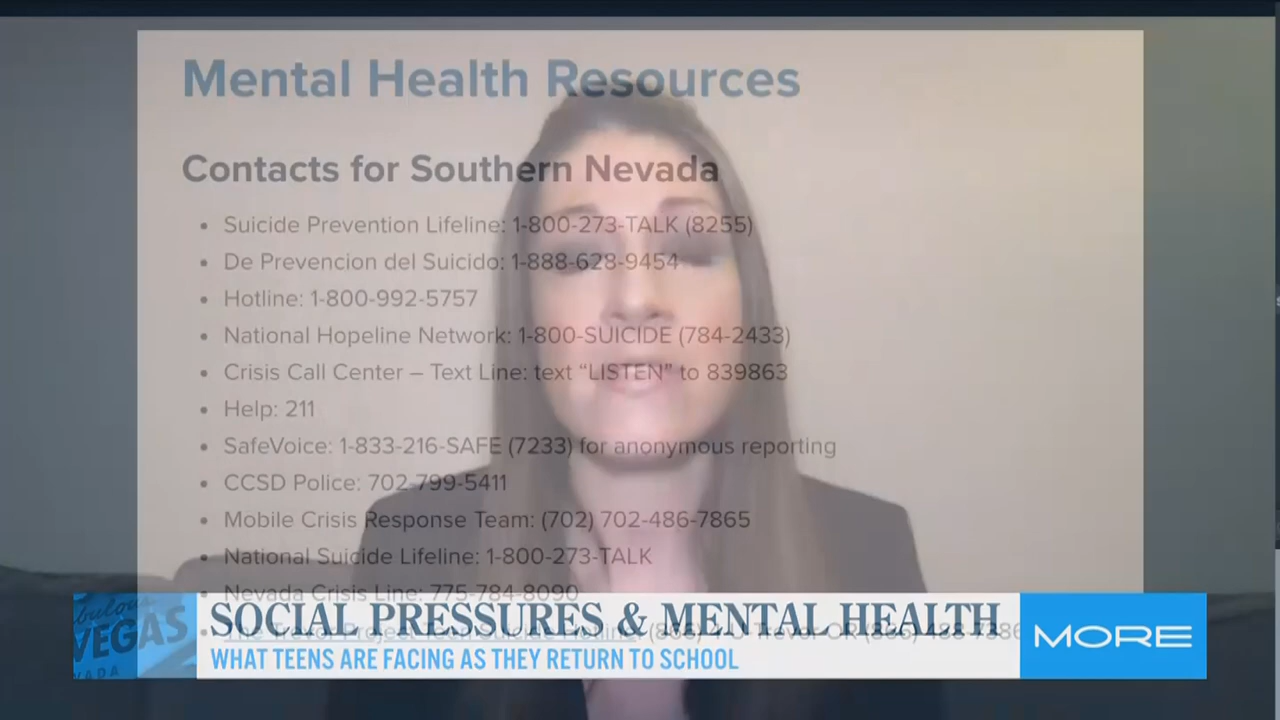 Mental Health Resources
Contacts for Southern Nevada
• Suicide Prevention Lifeline: 1-800-273-TALK (8255)
• De Prevencion del Suicido: 1-888-628-9454
• Hotline: 1-800-992-5757
• National Hopeline Network: 1-800-SUICIDE (784-2433)
• Crisis Call Center – Text Line: text “LISTEN” to 839863
• Help: 211
• SafeVoice: 1-833-216-SAFE (7233) for anonymous reporting
• CCSD Police: 702-799-5411
• Mobile Crisis Response Team: (702) 702-486-7865
• National Suicide Lifeline: 1-800-273-TALK
• Nevada Crisis Line: 775-784-8090
VEGAS
SOCIAL PRESSURES & MENTAL HEALTH
WHAT TEENS ARE FACING AS THEY RETURN TO SCHOOL
MORE